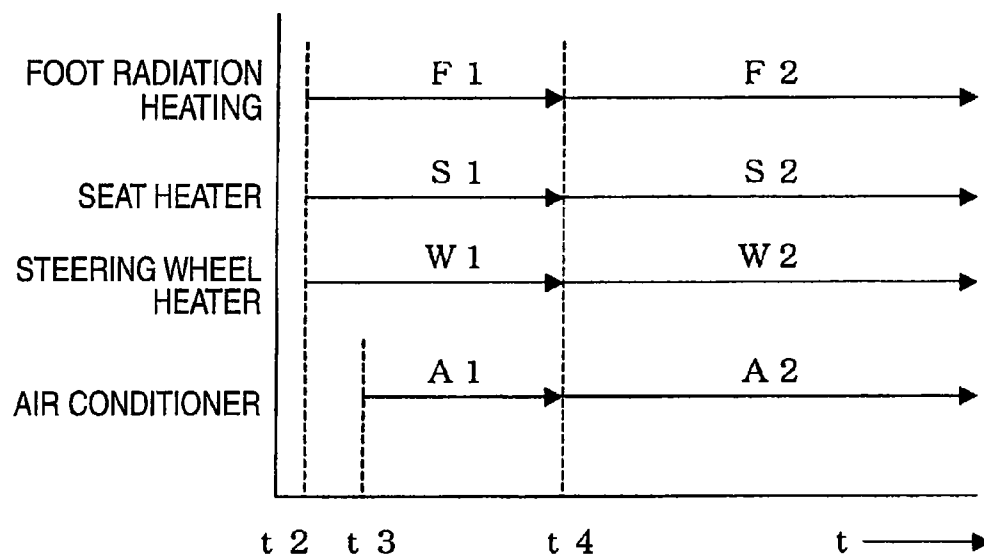 FOOT RADIATION
HEATING
F 1
F 2
SEAT HEATER
S 1
S 2
STEERING WHEEL
HEATER
W 1
W 2
AIR CONDITIONER
A 1
A 2
t 2
t 3
t 4
t